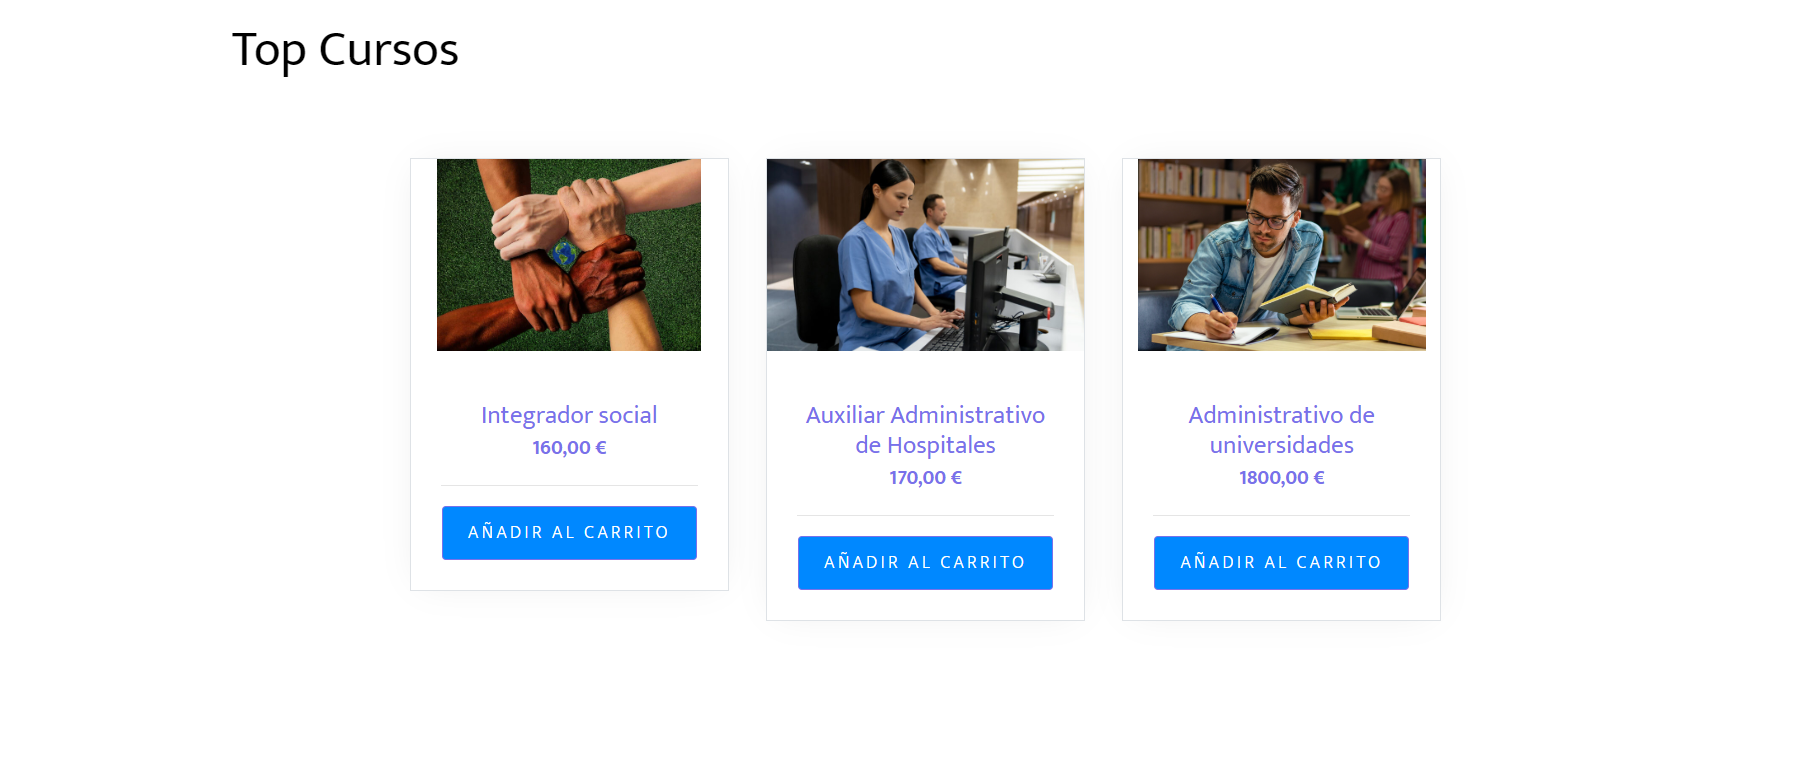 Top Cursos
Integrador social
160,00 €
AÑADIR AL CARRITO
Auxiliar Administrativo
de Hospitales
170,00 €
AÑADIR AL CARRITO
Administrativo de
universidades
1800,00 €
AÑADIR AL CARRITO